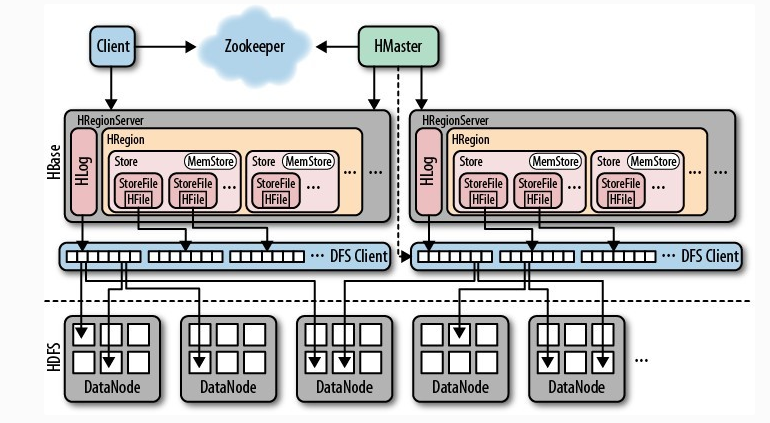 Client
Zookeeper
HMaster
HBase
HRegionServer
HLog
HRegion
Store
MemStore
StoreFile
HFile
StoreFile
HFile
...
Store
MemStore
StoreFile
HFile
...
...
...
HRegionServer
HLog
HRegion
Store
MemStore
StoreFile
HFile
StoreFile
HFile
...
Store
MemStore
StoreFile
HFile
...
...
...
... DFS Client
... DFS Client
HDFS
DataNode
DataNode
DataNode
DataNode
DataNode
...